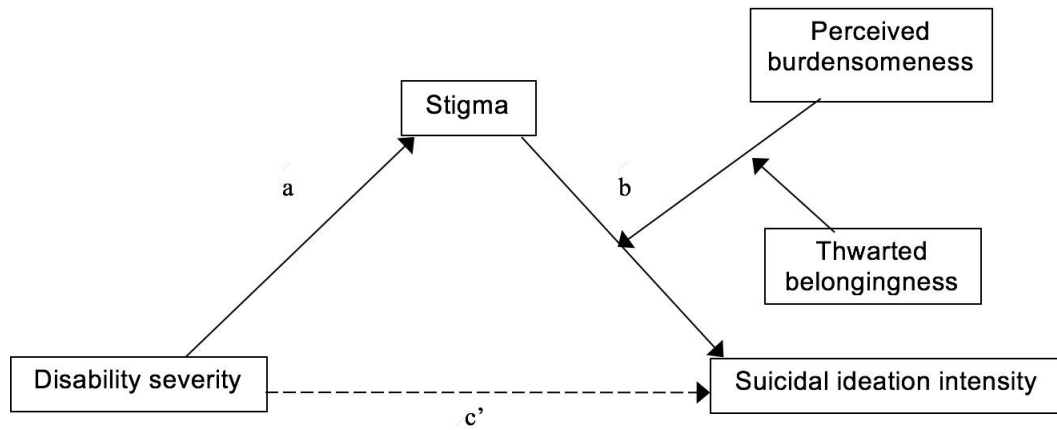 Perceived
burdensomeness
Stigma
a
b
Thwarted
belongingness
Disability severity
Suicidal ideation intensity
c’